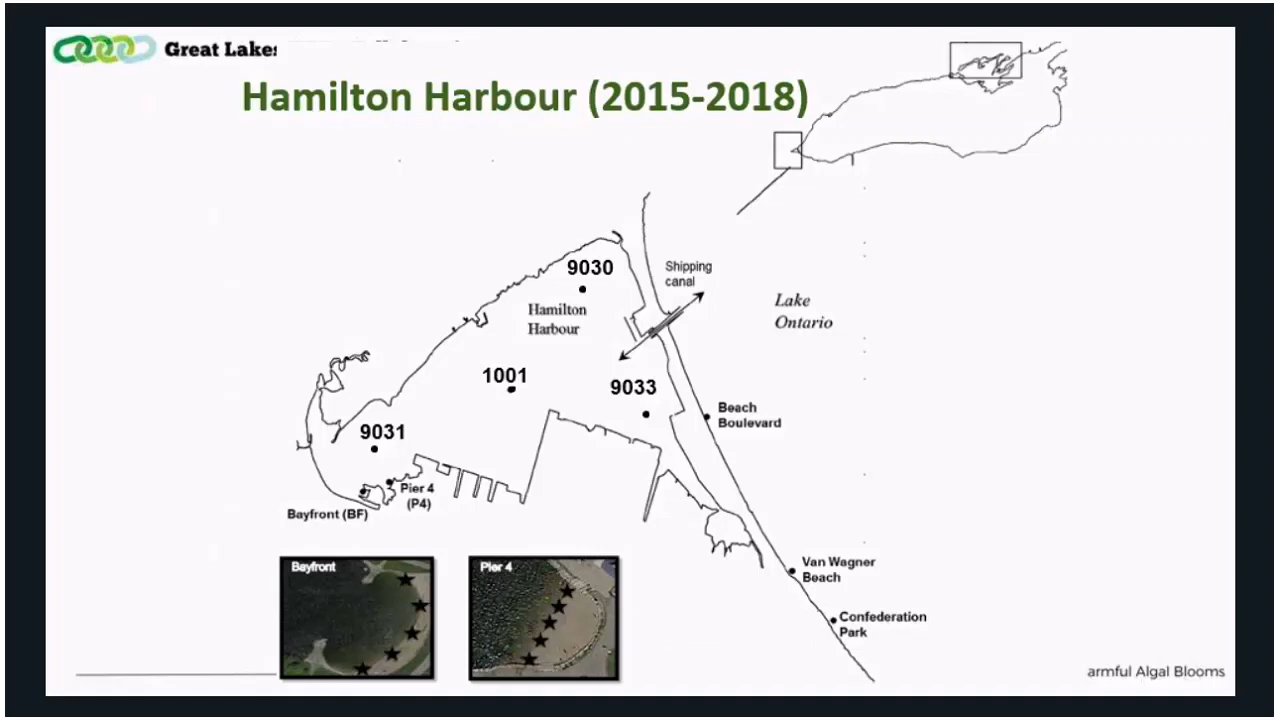 Great Lakes
Hamilton Harbour (2015-2018)
Shipping
canal
9030
Hamilton
Harbour
Lake
Ontario
1001
9033
Beach
Boulevard
9031
Pier 4
(P4)
Bayfront (BF)
Van Wagner
Beach
Confederation
Park
Bayfront
Pier 4
armful Algal Blooms